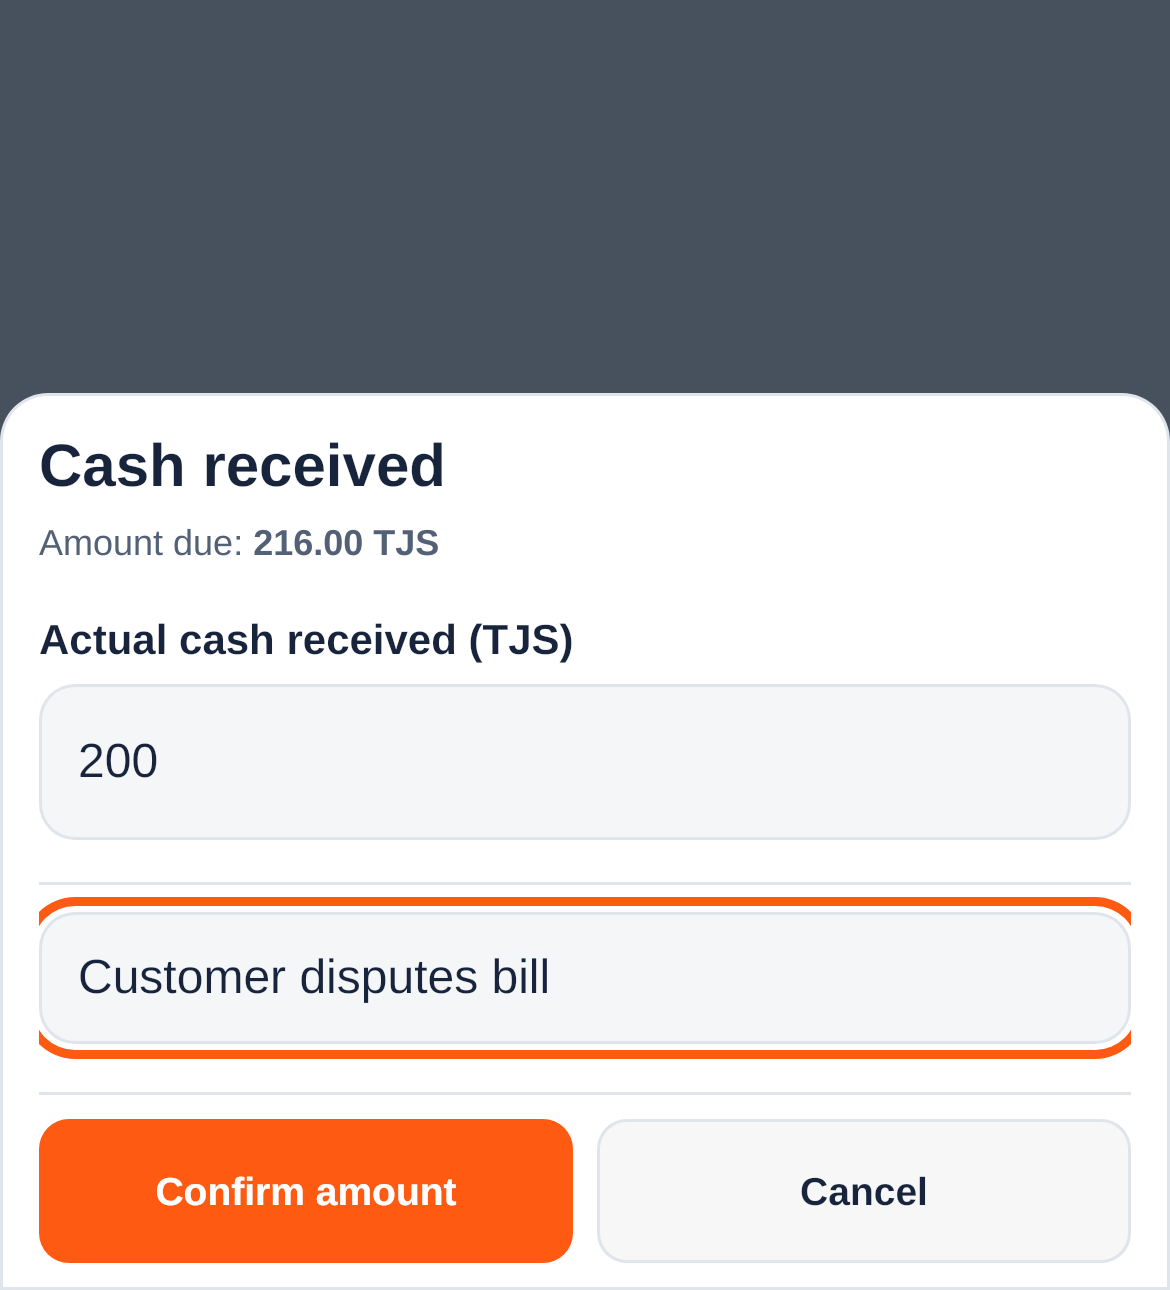 Cash received
Amount due: 216.00 TJS
Actual cash received (TJS)
200
Customer disputes bill
Confirm amount
Cancel